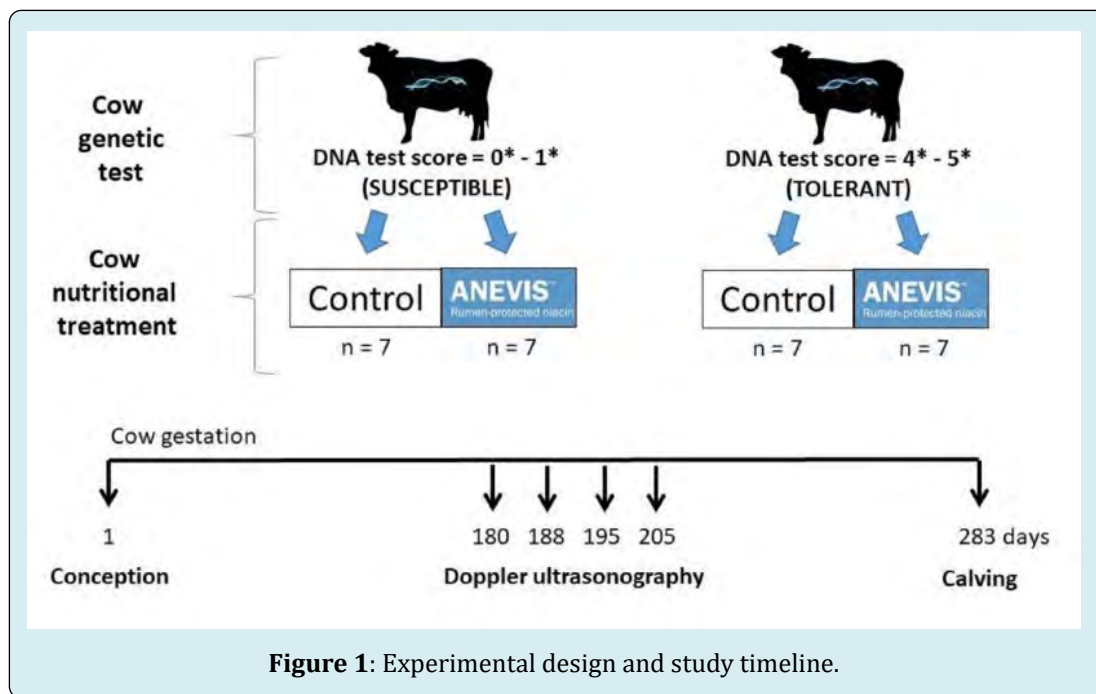 Cow
genetic
test
DNA test score = 0* - 1*
(SUSCEPTIBLE)
DNA test score = 4* - 5*
(TOLERANT)
Cow
nutritional
treatment
Control
ANEVIS™
Rumen-protected niacin
n = 7
n = 7
Control
ANEVIS™
Rumen-protected niacin
n = 7
n = 7
Cow gestation
1
180
188
195
205
283 days
Conception
Doppler ultrasonography
Calving
Figure 1: Experimental design and study timeline.